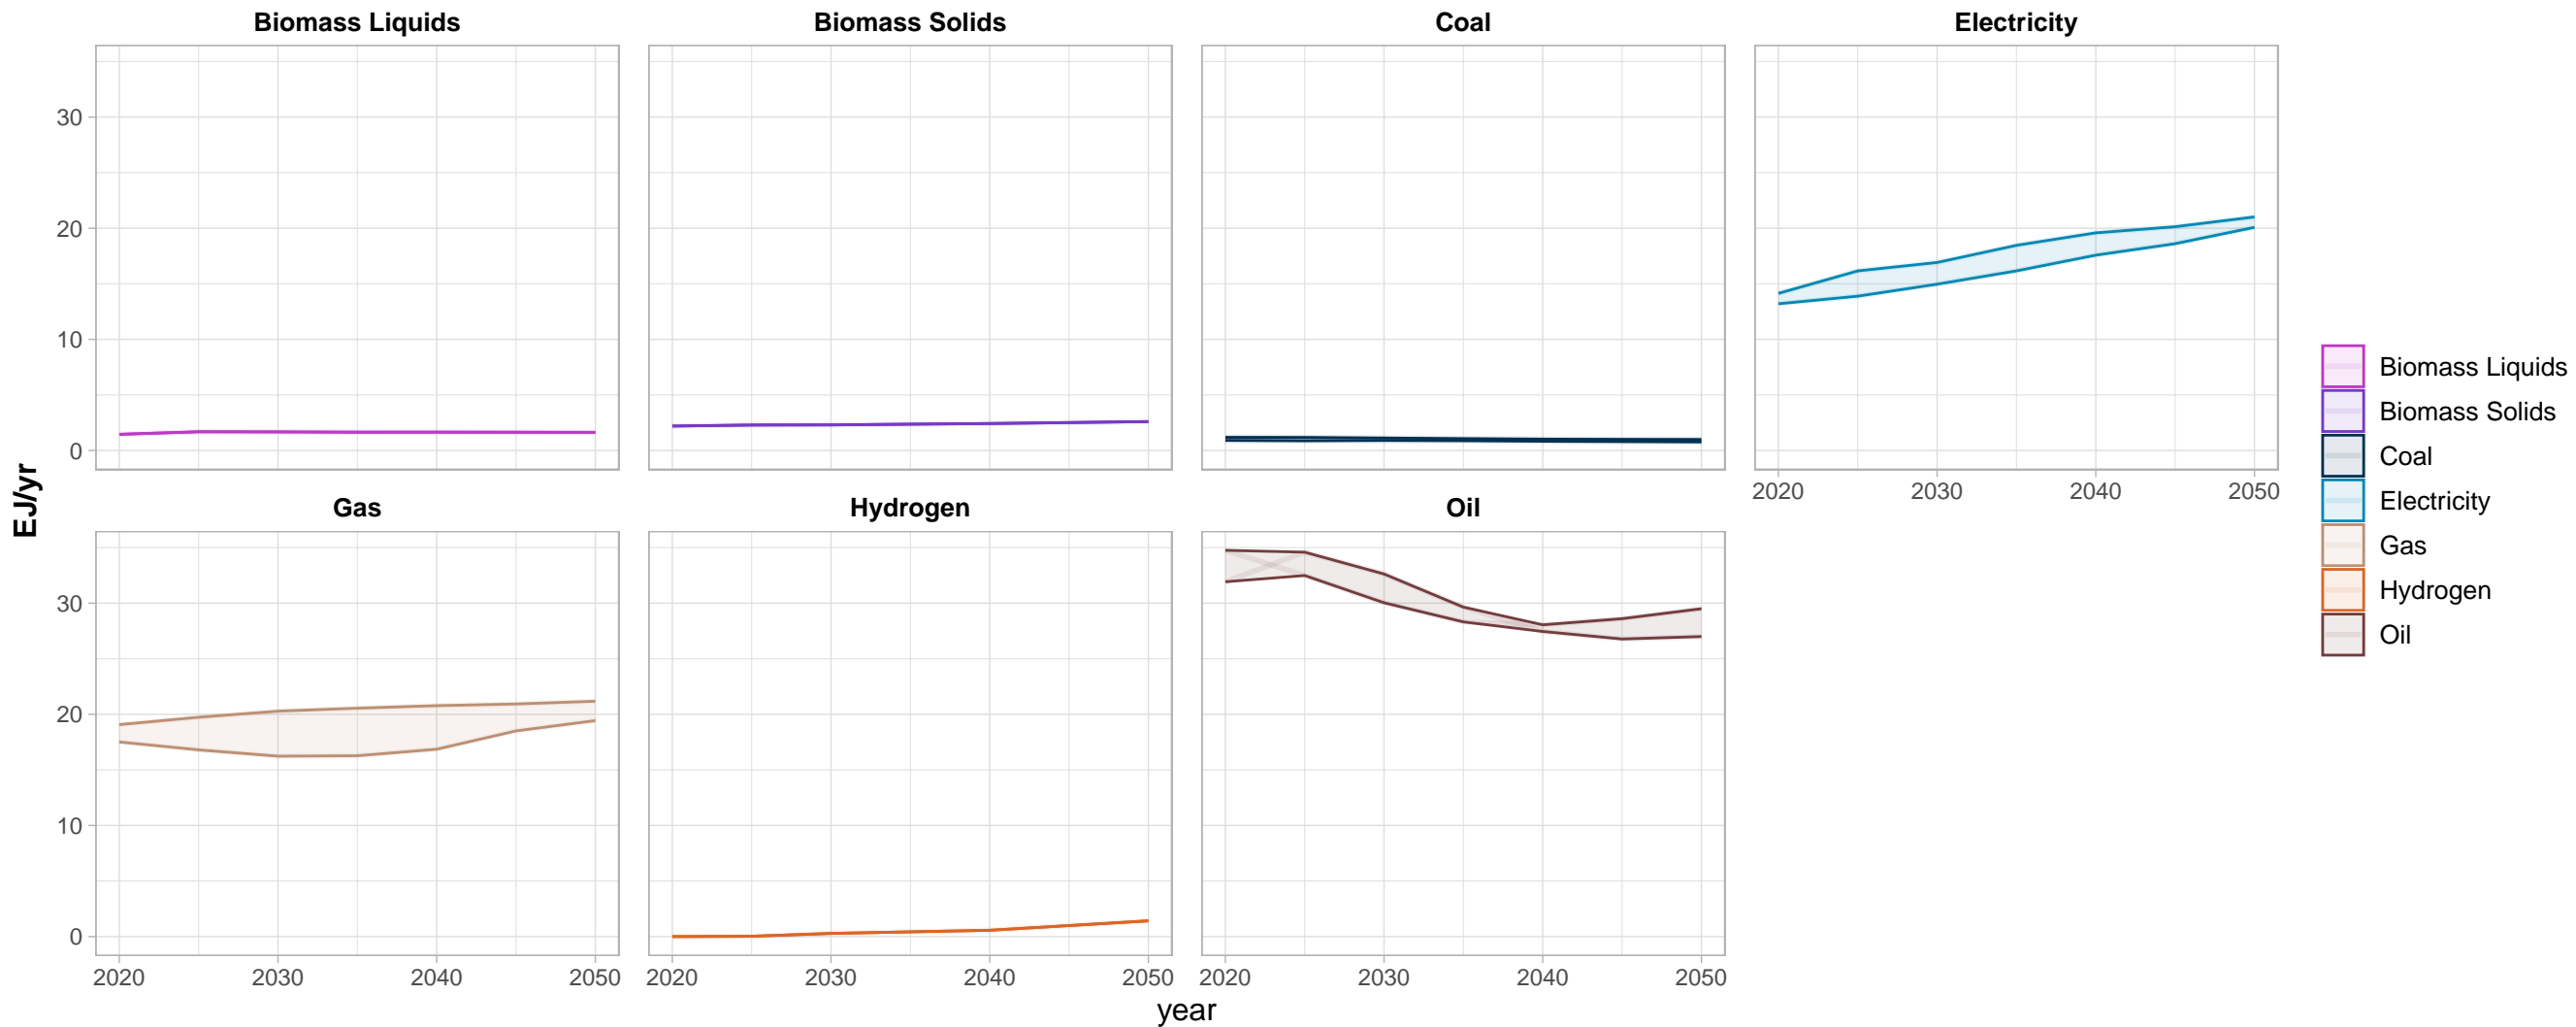 Biomass Liquids
Biomass Solids
Coal
Electricity
30
20
10
0
2020 2030 2040 2050
EJ/yr
Gas
Hydrogen
Oil
30
20
10
0
2020 2030 2040 2050
2020 2030 2040 2050
2020 2030 2040 2050
year
Biomass Liquids
Biomass Solids
Coal
Electricity
Gas
Hydrogen
Oil